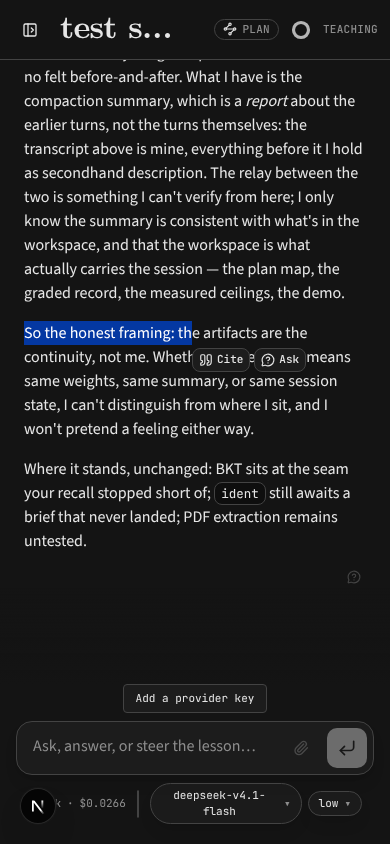 test s...
PLAN
TEACHING
no felt before-and-after. What I have is the
compaction summary, which is a report about the
earlier turns, not the turns themselves: the
transcript above is mine, everything before it I hold
as secondhand description. The relay between the
two is something I can't verify from here; I only
know the summary is consistent with what's in the
workspace, and that the workspace is what
actually carries the session — the plan map, the
graded record, the measured ceilings, the demo.
So the honest framing: the artifacts are the
continuity, not me. Wheth
Cite
Ask
means
same weights, same summary, or same session
state, I can't distinguish from where I sit, and I
won't pretend a feeling either way.
Where it stands, unchanged: BKT sits at the seam
your recall stopped short of; ident still awaits a
brief that never landed; PDF extraction remains
untested.
Add a provider key
Ask, answer, or steer the lesson…
N
k · $0.0266
deepseek-v4.1-
flash
low